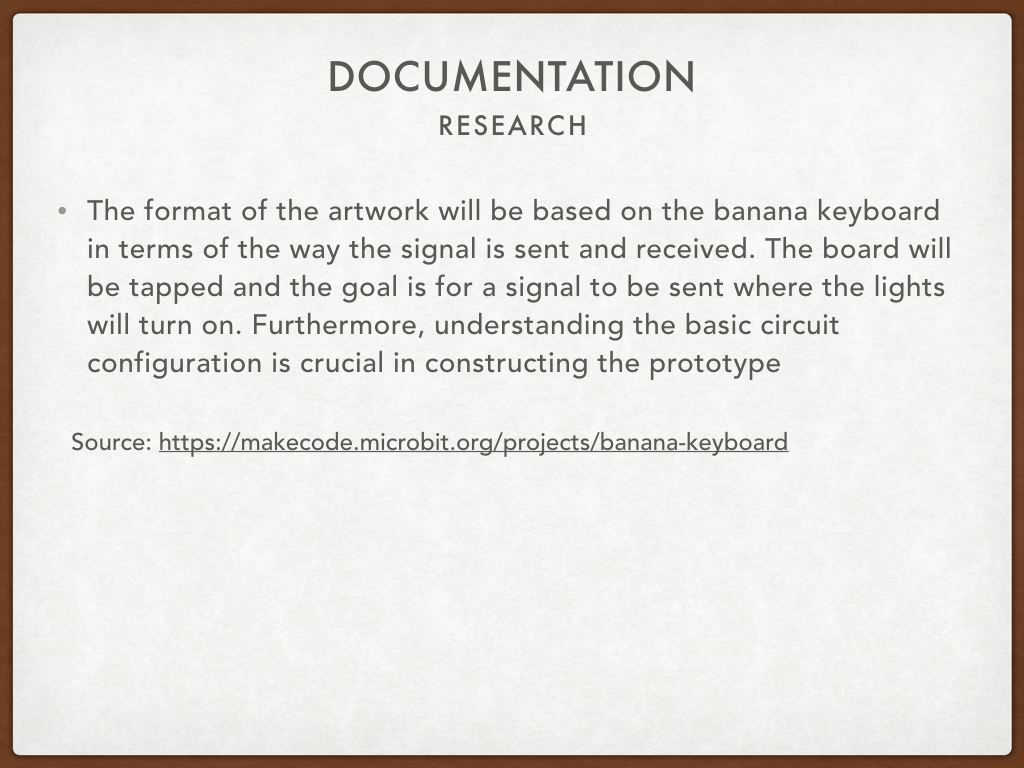 DOCUMENTATION
RESEARCH
• The format of the artwork will be based on the banana keyboard
in terms of the way the signal is sent and received. The board will
be tapped and the goal is for a signal to be sent where the lights
will turn on. Furthermore, understanding the basic circuit
configuration is crucial in constructing the prototype
Source: https://makecode.microbit.org/projects/banana-keyboard